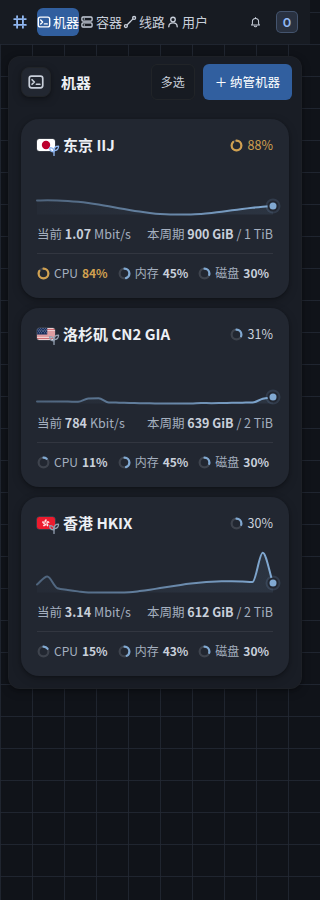 机器 容器 线路 用户 O
机器 多选 ＋ 纳管机器
东京 IIJ 88%
当前 1.07 Mbit/s 本周期 900 GiB / 1 TiB
CPU 84% 内存 45% 磁盘 30%
洛杉矶 CN2 GIA 31%
当前 784 Kbit/s 本周期 639 GiB / 2 TiB
CPU 11% 内存 45% 磁盘 30%
香港 HKIX 30%
当前 3.14 Mbit/s 本周期 612 GiB / 2 TiB
CPU 15% 内存 43% 磁盘 30%